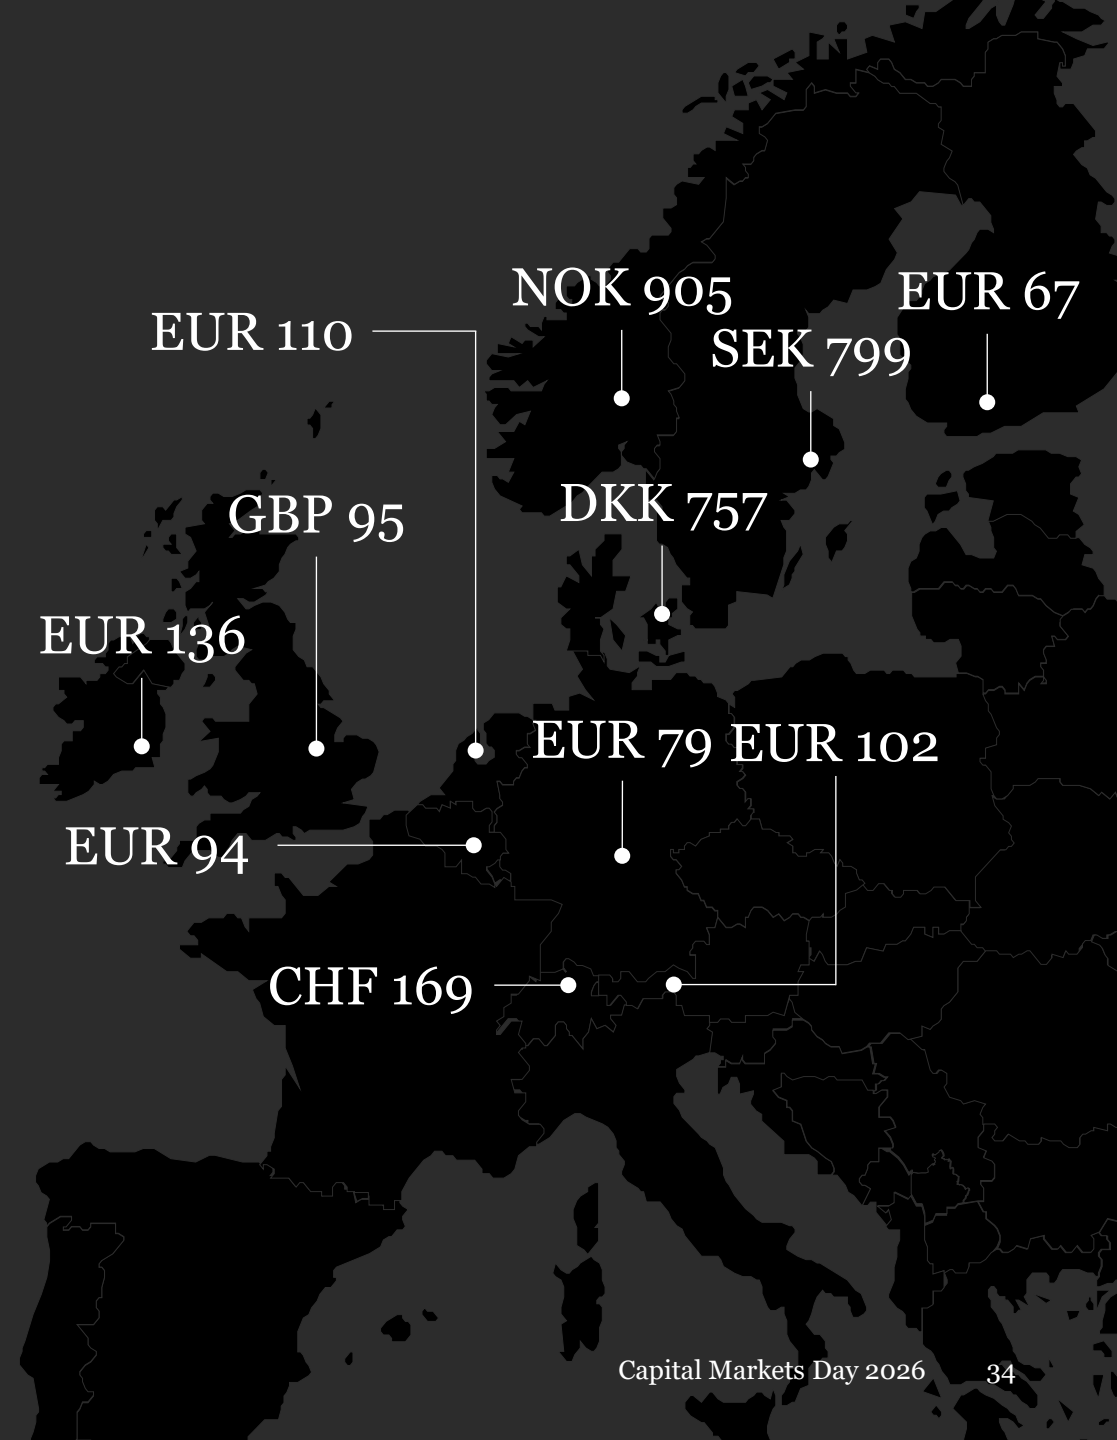 NOK 905
EUR 67
EUR 110
SEK 799
GBP 95
DKK 757
EUR 136
EUR 79
EUR 102
EUR 94
CHF 169
Capital Markets Day 2026
34